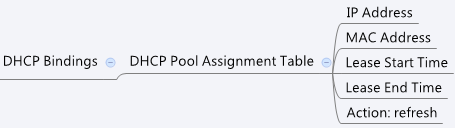 DHCP Bindings
DHCP Pool Assignment Table
IP Address
MAC Address
Lease Start Time
Lease End Time
Action: refresh